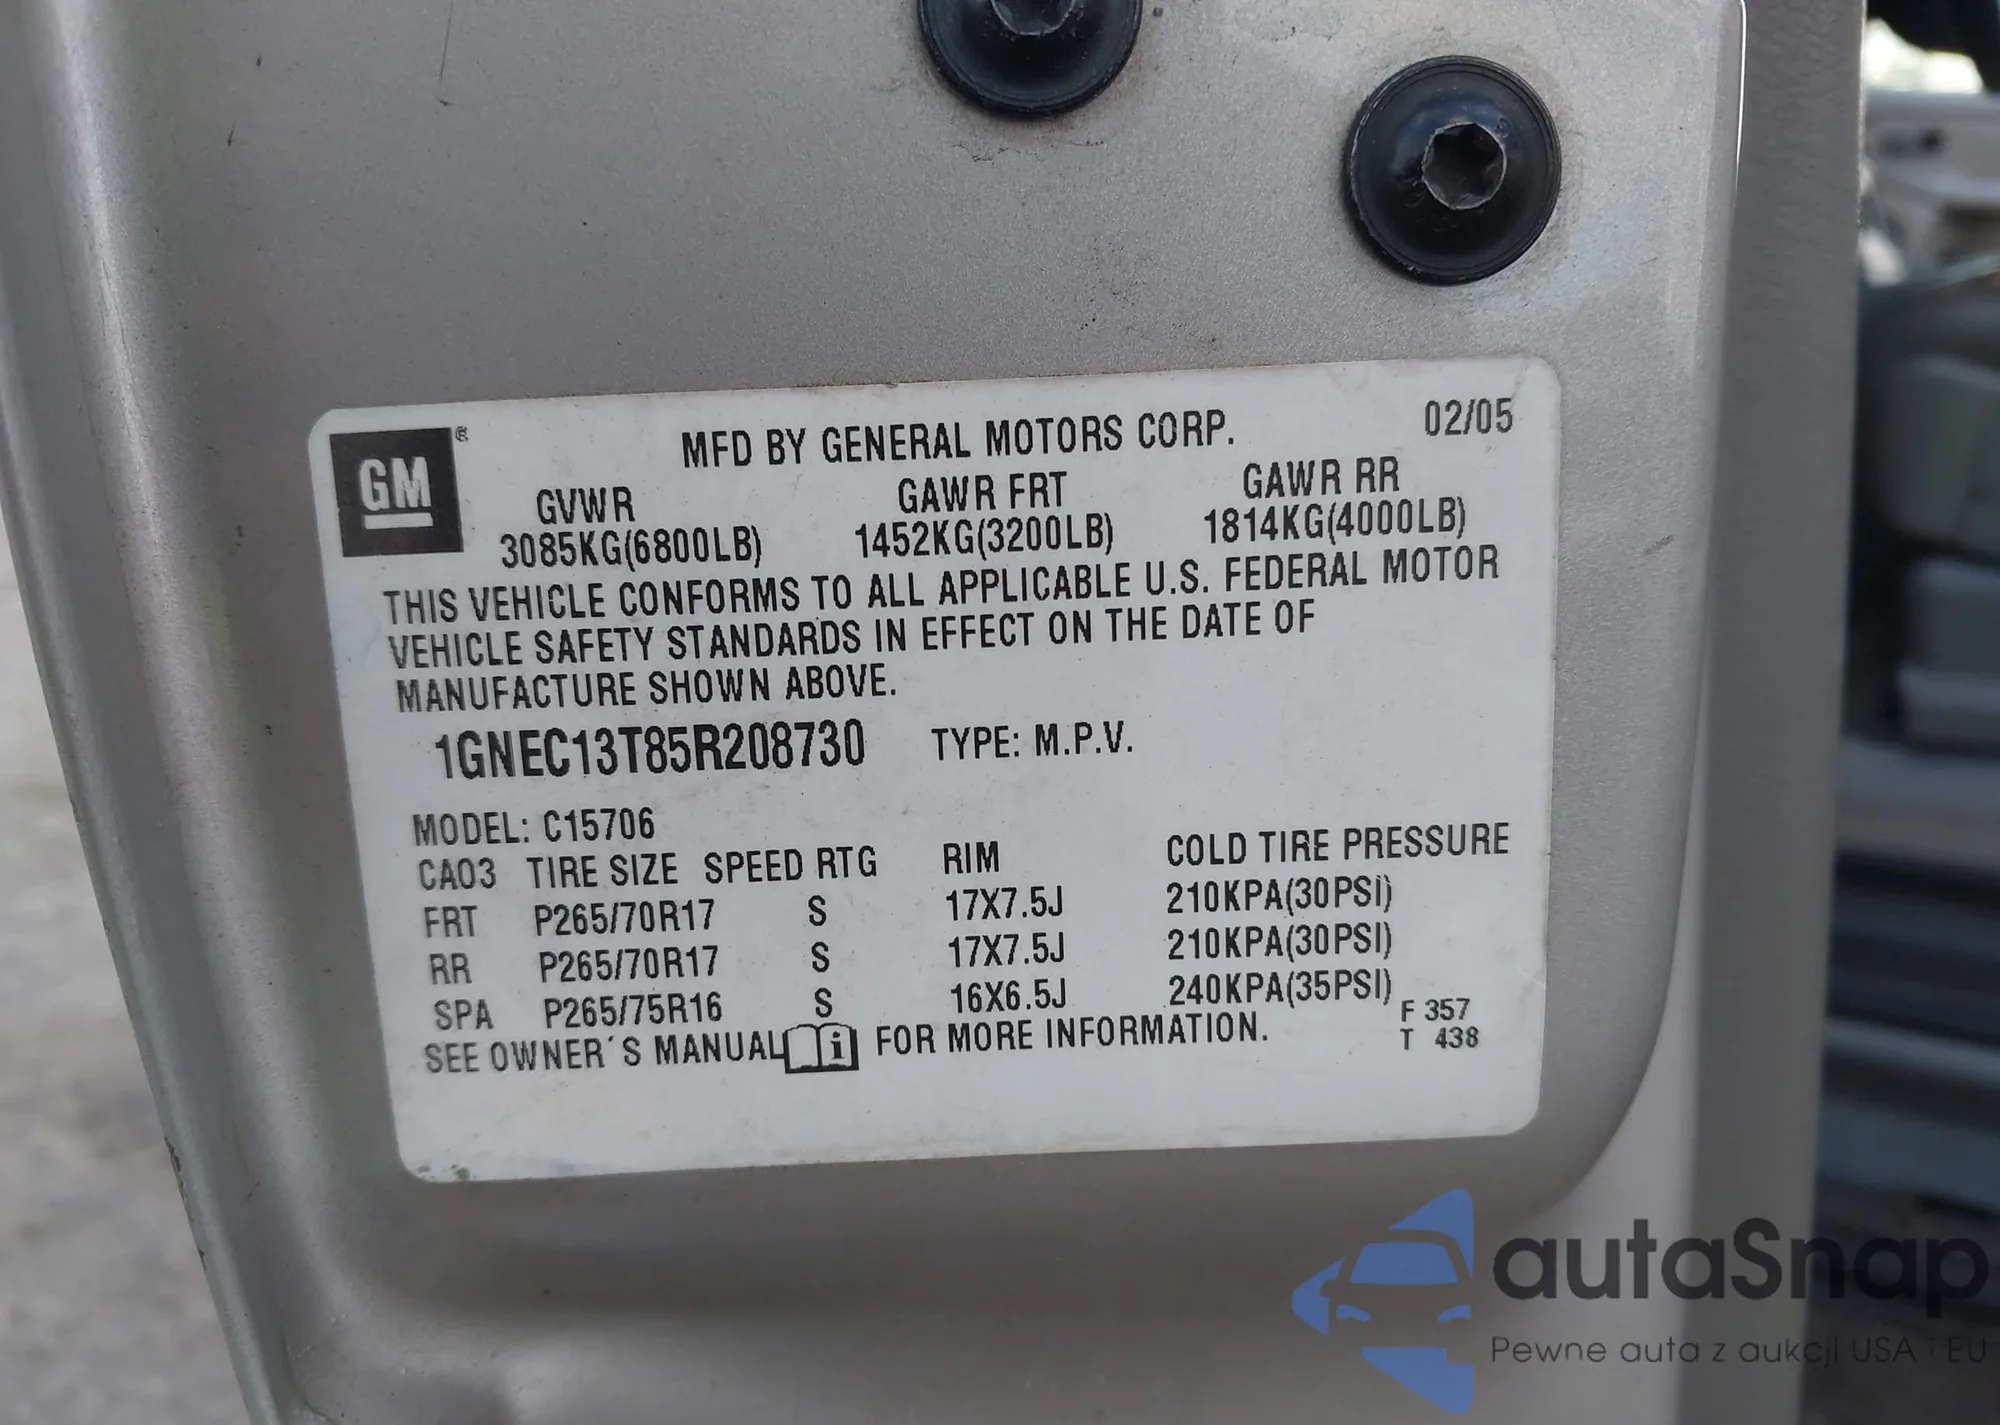 GM®
MFD BY GENERAL MOTORS CORP. 02/05
GVWR GAWR FRT GAWR RR
3085KG(6800LB) 1452KG(3200LB) 1814KG(4000LB)
THIS VEHICLE CONFORMS TO ALL APPLICABLE U.S. FEDERAL MOTOR
VEHICLE SAFETY STANDARDS IN EFFECT ON THE DATE OF
MANUFACTURE SHOWN ABOVE.
1GNEC13T85R208730 TYPE: M.P.V.
MODEL: C15706
CAO3 TIRE SIZE SPEED RTG RIM COLD TIRE PRESSURE
FRT P265/70R17 S 17X7.5J 210KPA(30PSI)
RR P265/70R17 S 17X7.5J 210KPA(30PSI)
SPA P265/75R16 S 16X6.5J 240KPA(35PSI)
SEE OWNER´S MANUAL i FOR MORE INFORMATION.
F 357
T 438
autaSnap
Pewne auta z aukcji USA i EU